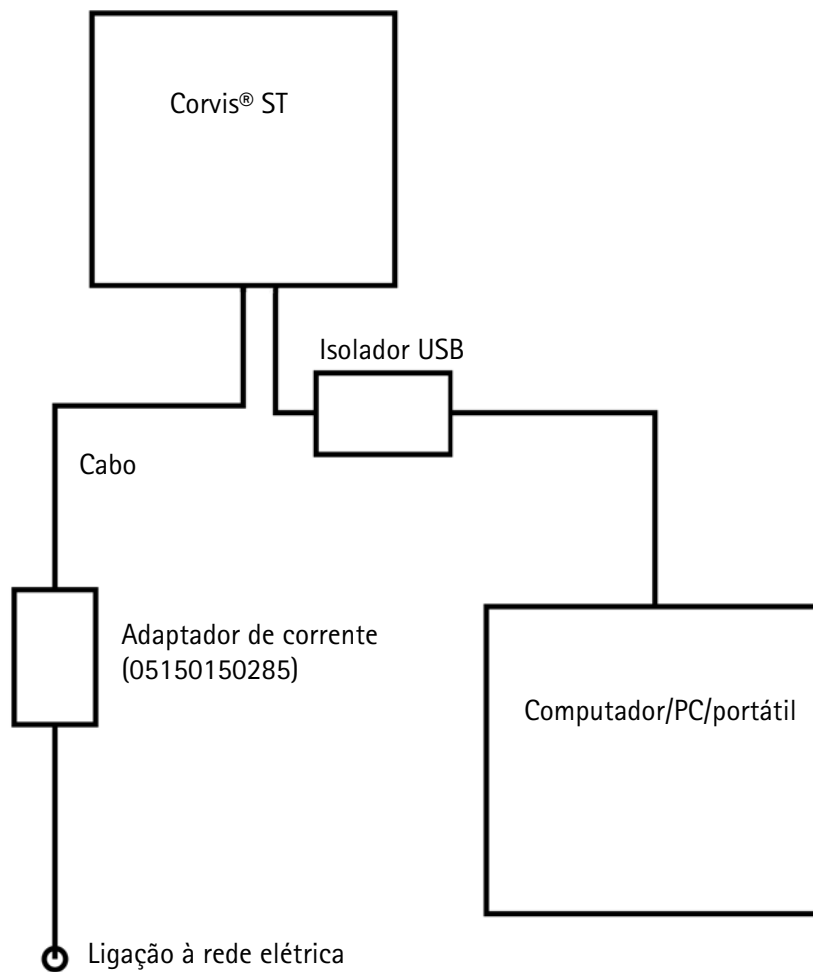 Corvis® ST
Isolador USB
Cabo
Adaptador de corrente
(05150150285)
Computador/PC/portátil
Ligação à rede elétrica